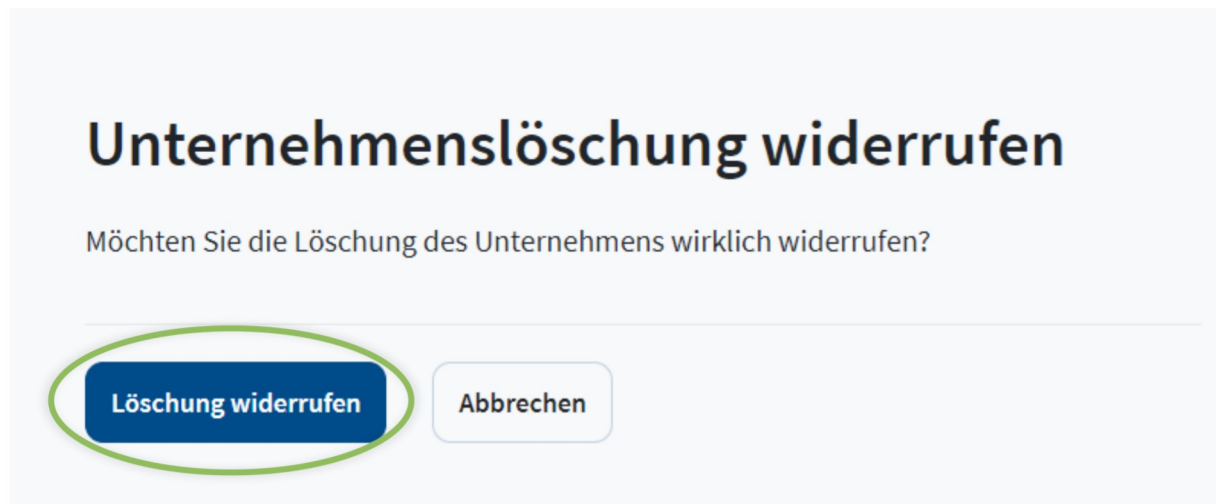 Unternehmenslöschung widerrufen
Möchten Sie die Löschung des Unternehmens wirklich widerrufen?
Löschung widerrufen
Abbrechen